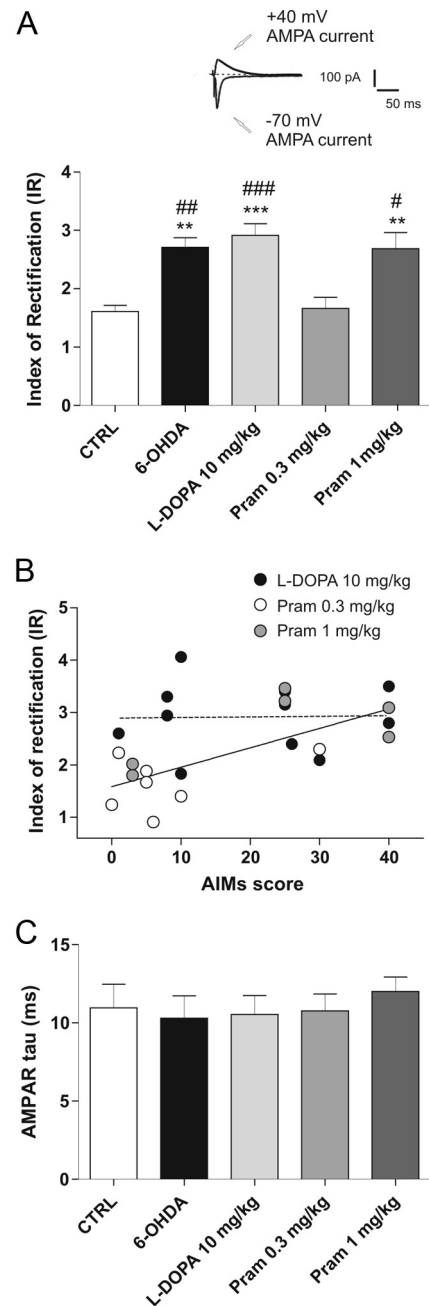 A
+40 mV
AMPA current
100 pA
50 ms
-70 mV
AMPA current
Index of Rectification (IR)
4
3
2
1
0
##
**
###
***
#
**
CTRL
6-OHDA
L-DOPA 10 mg/kg
Pram 0.3 mg/kg
Pram 1mg/kg
B
L-DOPA 10 mg/kg
Pram 0.3 mg/kg
Pram 1 mg/kg
Index of rectification (IR)
5
4
3
2
1
0 10 20 30 40
AIMs score
C
AMPAR tau (ms)
15
10
5
0
CTRL
6-OHDA
L-DOPA 10 mg/kg
Pram 0.3 mg/kg
Pram 1 mg/kg